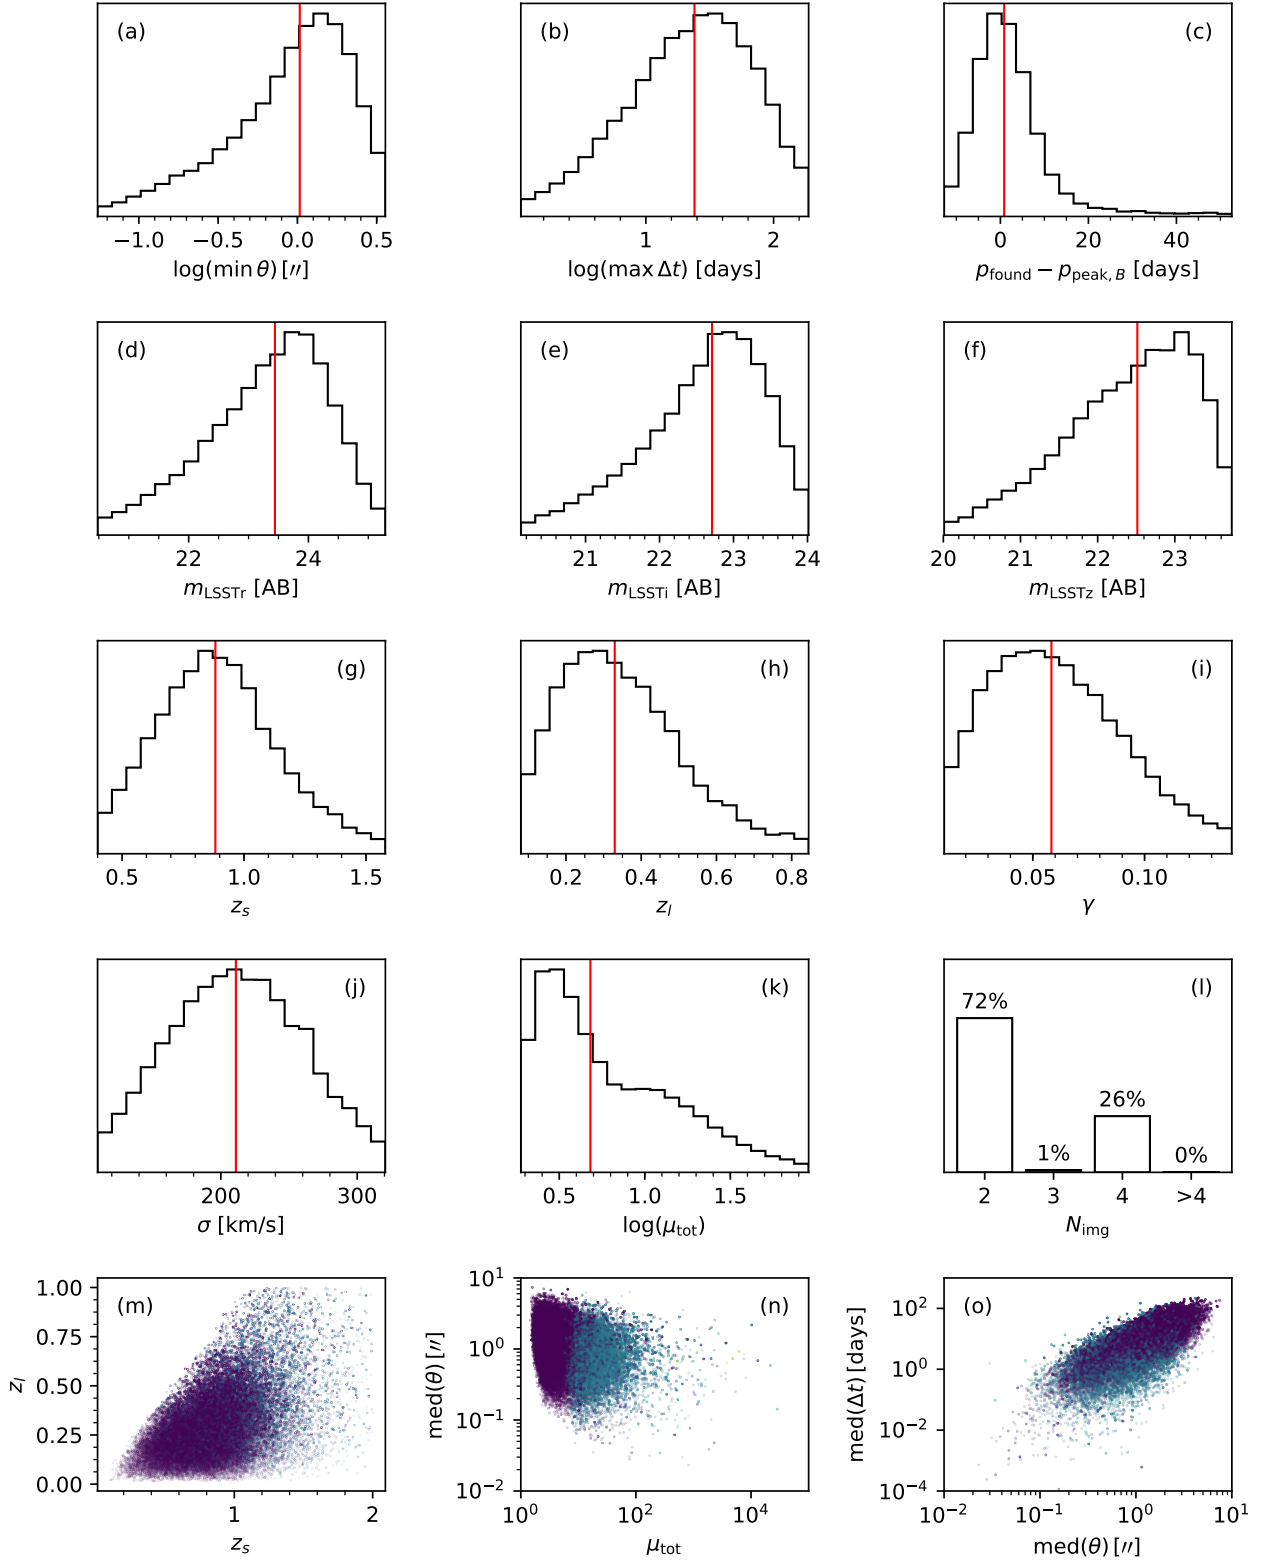 (a)
−1.0 −0.5 0.0 0.5
log(min θ) [″]
(b)
1 2
log(max Δt) [days]
(c)
0 20 40
p_found − p_peak, B [days]
(d)
22 24
m_LSSTr [AB]
(e)
21 22 23 24
m_LSSTi [AB]
(f)
20 21 22 23
m_LSSTz [AB]
(g)
0.5 1.0 1.5
z_s
(h)
0.2 0.4 0.6 0.8
z_l
(i)
0.05 0.10
γ
(j)
200 300
σ [km/s]
(k)
0.5 1.0 1.5
log(μ_tot)
(l)
72%
1%
26%
0%
2 3 4 >4
N_img
(m)
1.00
0.75
0.50
0.25
0.00
z_l
1 2
z_s
(n)
10^1
10^0
10^−1
10^−2
med(θ) [″]
10^0 10^2 10^4
μ_tot
(o)
10^2
10^0
10^−2
10^−4
med(Δt) [days]
10^−2 10^−1 10^0 10^1
med(θ) [″]